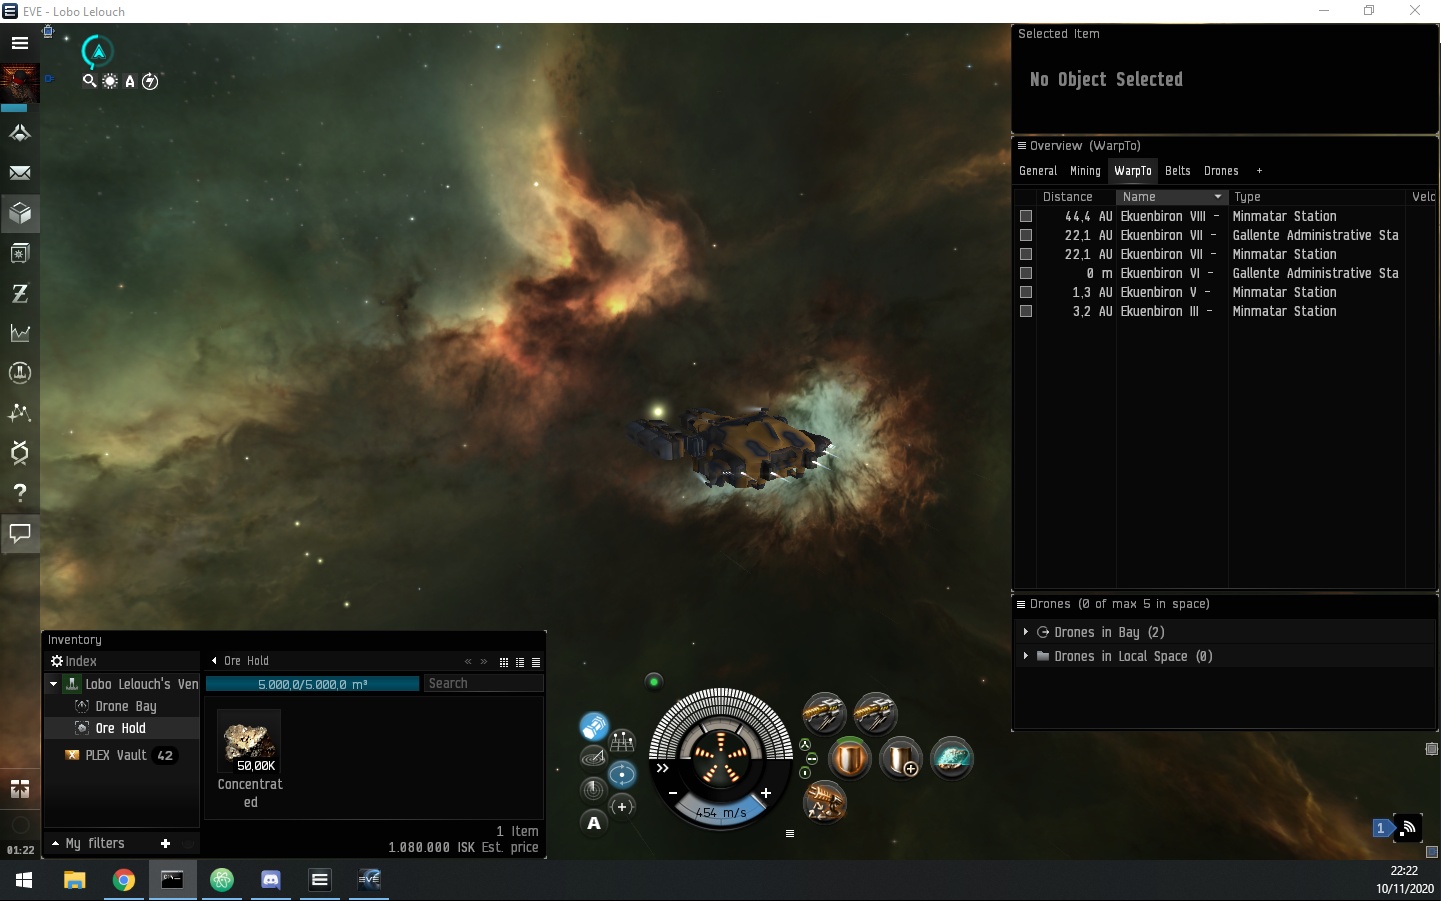 EVE - Lobo Lelouch
Selected Item
No Object Selected
Overview (WarpTo)
General Mining WarpTo Belts Drones +
Distance Name Type Velc
44,4 AU Ekuenbiron VIII - Minmatar Station
22,1 AU Ekuenbiron VII - Gallente Administrative Sta
22,1 AU Ekuenbiron VII - Minmatar Station
0 m Ekuenbiron VI - Gallente Administrative Sta
1,3 AU Ekuenbiron V - Minmatar Station
3,2 AU Ekuenbiron III - Minmatar Station
Drones (0 of max 5 in space)
Drones in Bay (2)
Drones in Local Space (0)
Inventory
Index
Lobo Lelouch's Ven
Drone Bay
Ore Hold
PLEX Vault 42
My filters +
Ore Hold
5.000,0/5.000,0 m³
Search
50,00K
Concentrat
ed
1 Item
1.080.000 ISK Est. price
454 m/s
A
A
1
01:22
22:22
10/11/2020